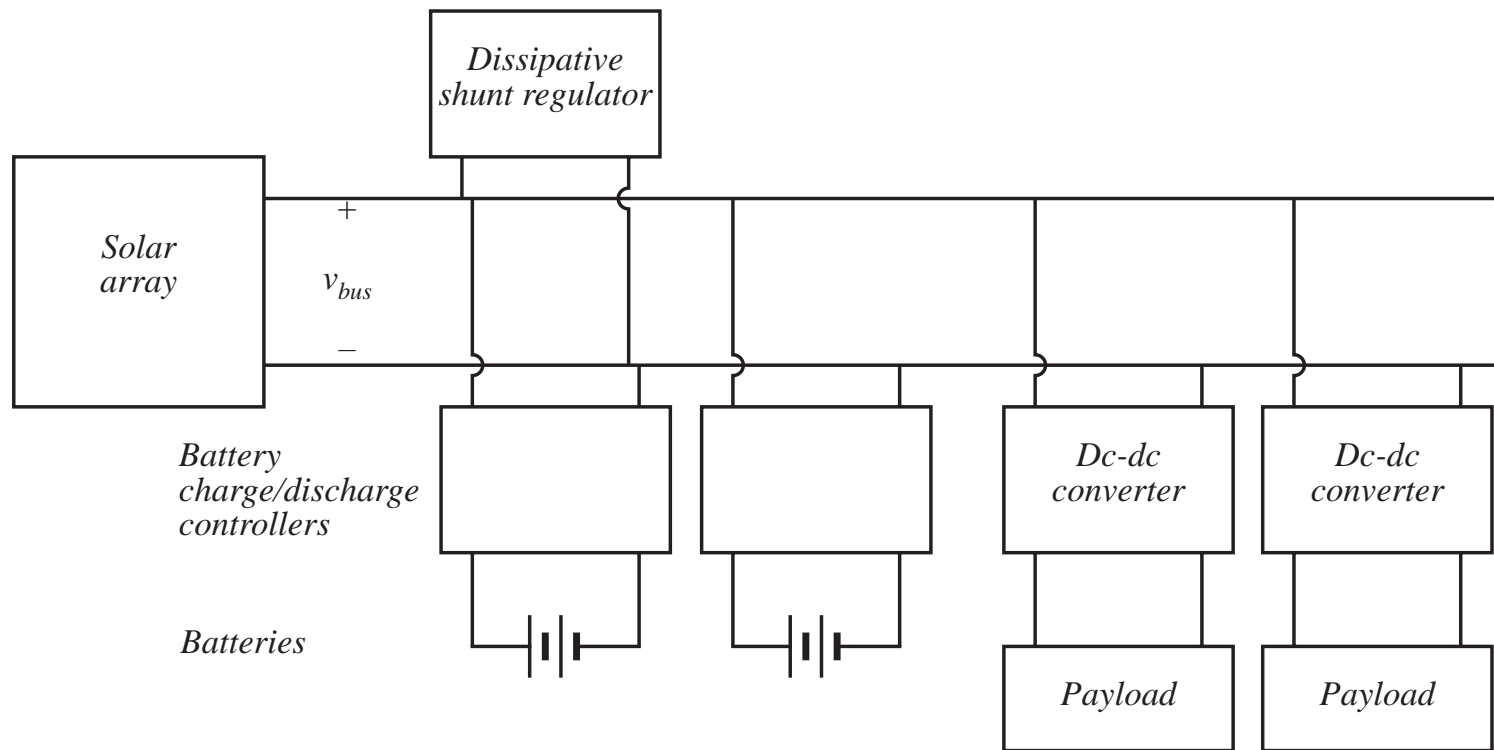 Dissipative
shunt regulator
Solar
array
+
v_bus
–
Battery
charge/discharge
controllers
Dc-dc
converter
Dc-dc
converter
Batteries
Payload
Payload